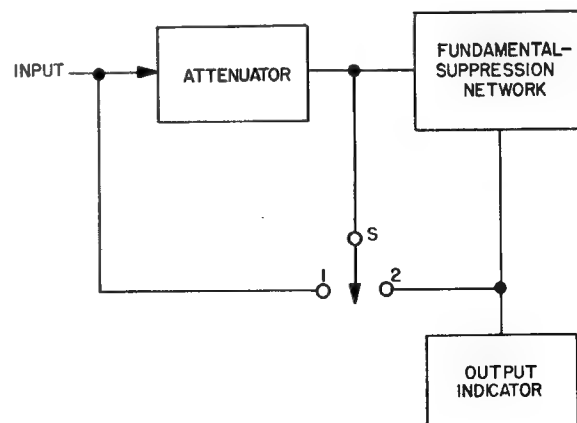 FUNDAMENTAL-
SUPPRESSION
NETWORK
INPUT
ATTENUATOR
S
1
2
OUTPUT
INDICATOR